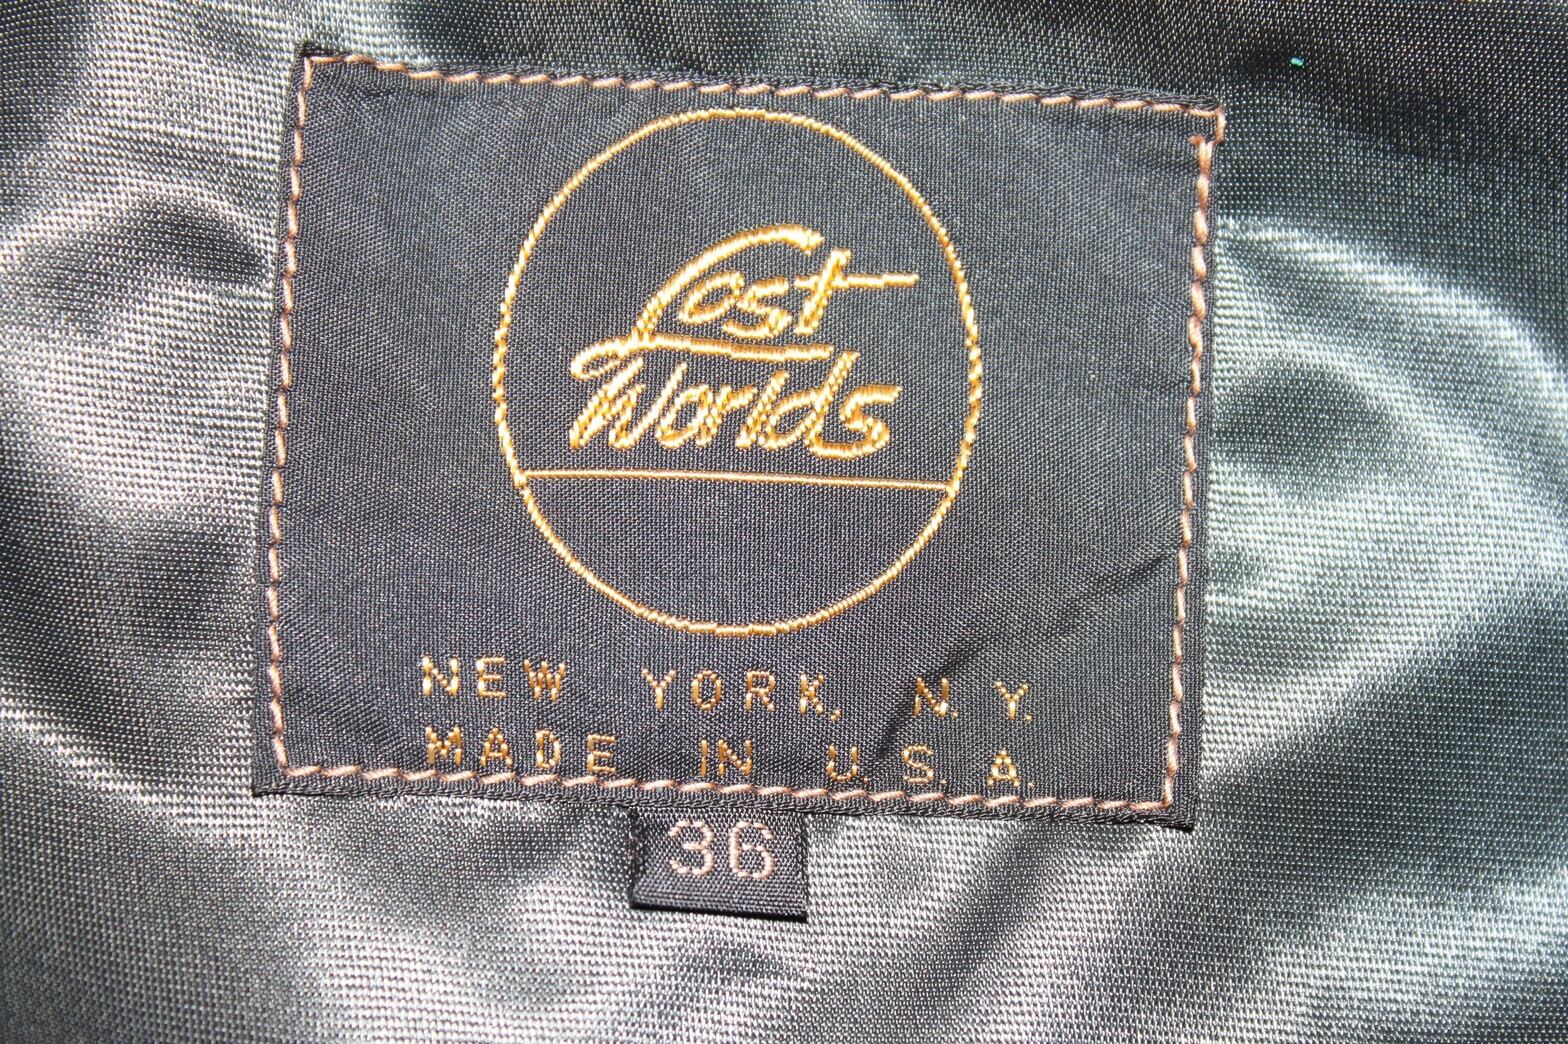 Lost
Worlds
NEW YORK, N.Y.
MADE IN U.S.A.
36